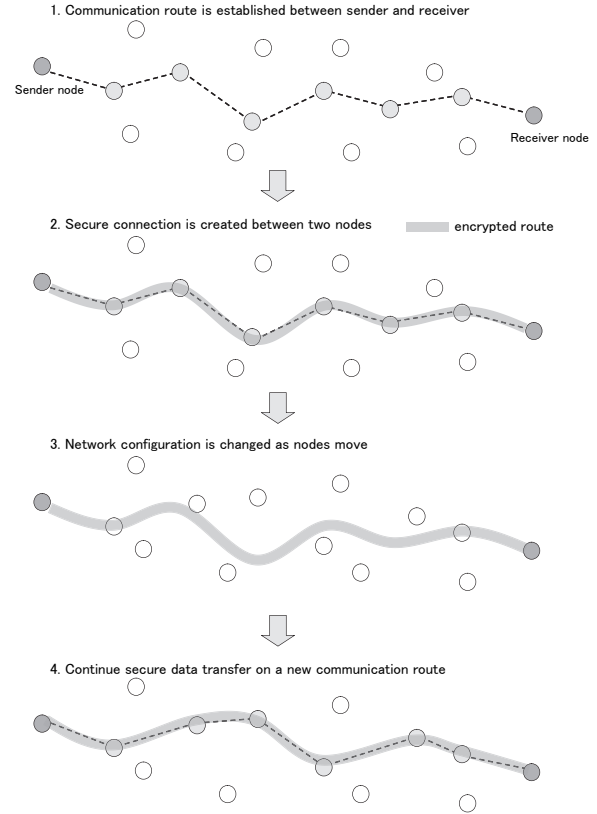 1. Communication route is established between sender and receiver
Sender node
Receiver node
2. Secure connection is created between two nodes
encrypted route
3. Network configuration is changed as nodes move
4. Continue secure data transfer on a new communication route